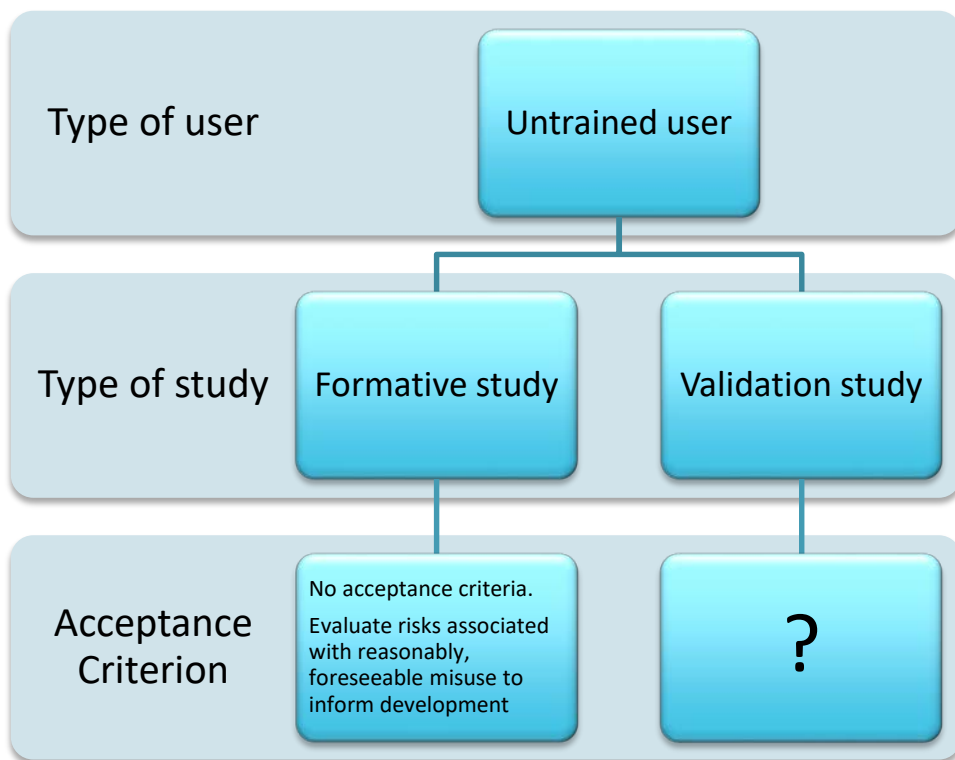 Type of user
Untrained user
Type of study
Formative study
Validation study
Acceptance
Criterion
No acceptance criteria.
Evaluate risks associated
with reasonably,
foreseeable misuse to
inform development
?